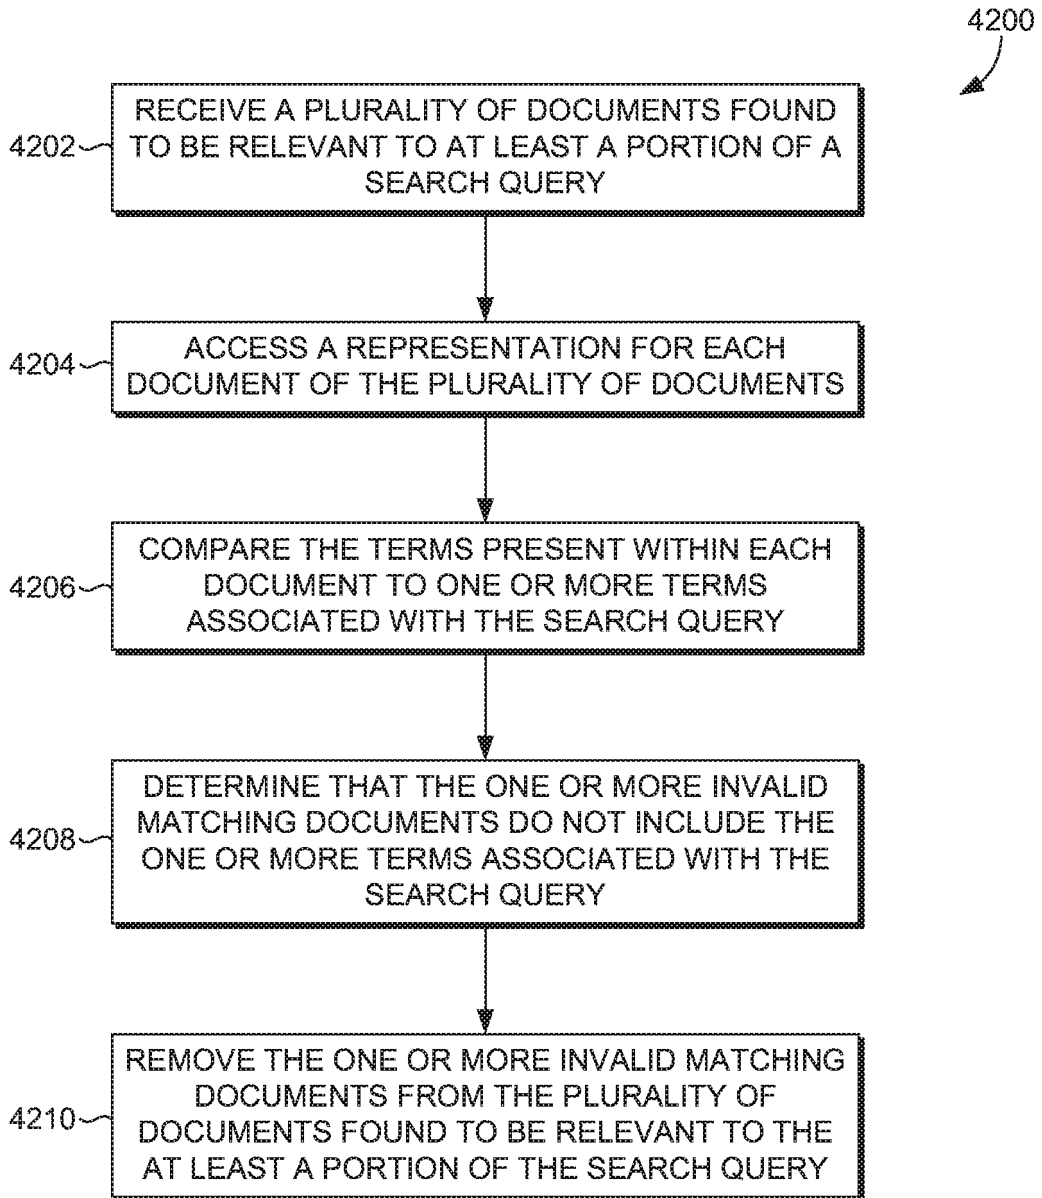 4200
RECEIVE A PLURALITY OF DOCUMENTS FOUND
4202
TO BE RELEVANT TO AT LEAST A PORTION OF A
SEARCH QUERY
ACCESS A REPRESENTATION FOR EACH
4204
DOCUMENT OF THE PLURALITY OF DOCUMENTS
COMPARE THE TERMS PRESENT WITHIN EACH
4206
DOCUMENT TO ONE OR MORE TERMS
ASSOCIATED WITH THE SEARCH QUERY
DETERMINE THAT THE ONE OR MORE INVALID
MATCHING DOCUMENTS DO NOT INCLUDE THE
4208
ONE OR MORE TERMS ASSOCIATED WITH THE
SEARCH QUERY
REMOVE THE ONE OR MORE INVALID MATCHING
DOCUMENTS FROM THE PLURALITY OF
4210
DOCUMENTS FOUND TO BE RELEVANT TO THE
AT LEAST A PORTION OF THE SEARCH QUERY